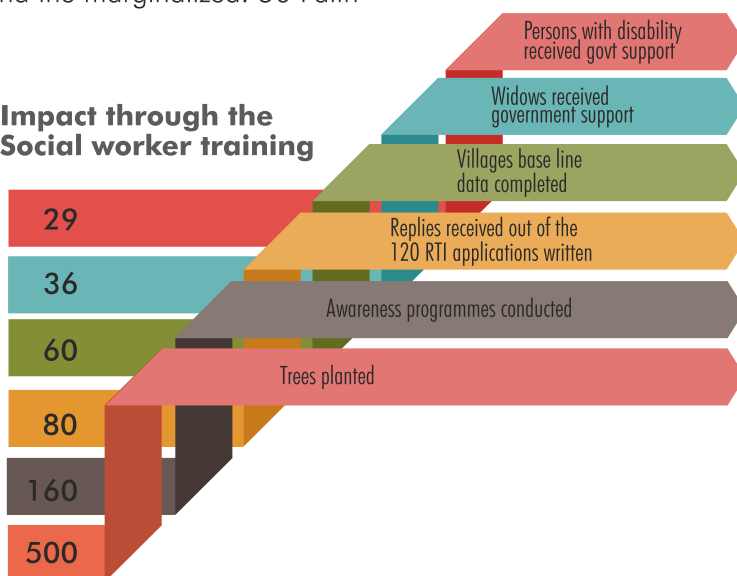 Impact through the
Social worker training
Persons with disability
received govt support
Widows received
government support
Villages base line
data completed
Replies received out of the
120 RTI applications written
Awareness programmes conducted
Trees planted
29
36
60
80
160
500